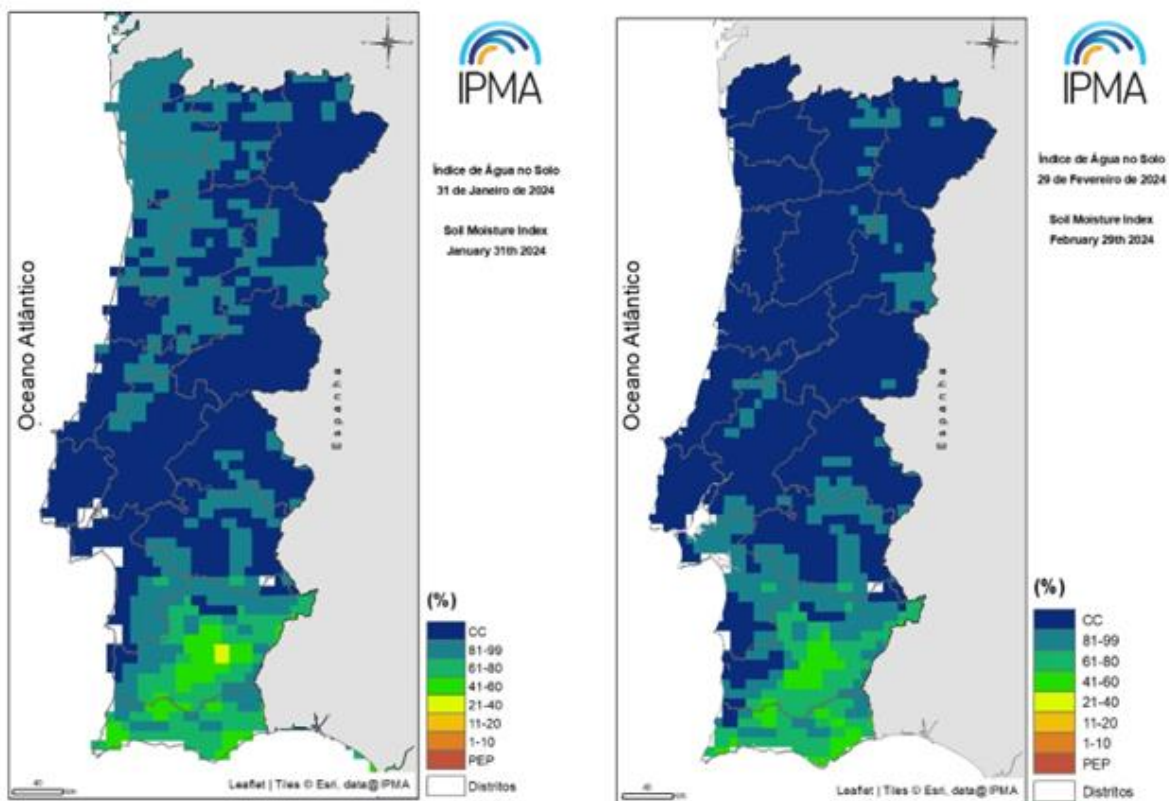 IPMA
Índice de Água no Solo
31 de Janeiro de 2024
Soil Moisture Index
January 31th 2024
Oceano Atlântico
Espanha
(%)
CC
81-99
61-80
41-60
21-40
11-20
1-10
PEP
Distritos
40
Leaflet | Tiles © Esri, data@IPMA
IPMA
Índice de Água no Solo
29 de Fevereiro de 2024
Soil Moisture Index
February 29th 2024
Oceano Atlântico
Espanha
(%)
CC
81-99
61-80
41-60
21-40
11-20
1-10
PEP
Distritos
Leaflet | Tiles © Esri, data@IPMA